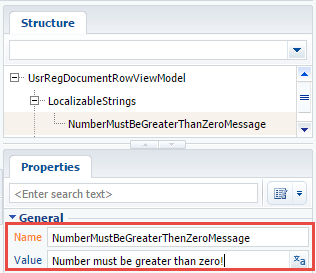 Structure
UsrRegDocumentRowViewModel
LocalizableStrings
NumberMustBeGreaterThanZeroMessage
Properties
<Enter search text>
General
Name NumberMustBeGreaterThenZeroMessage
Value Number must be greater than zero!